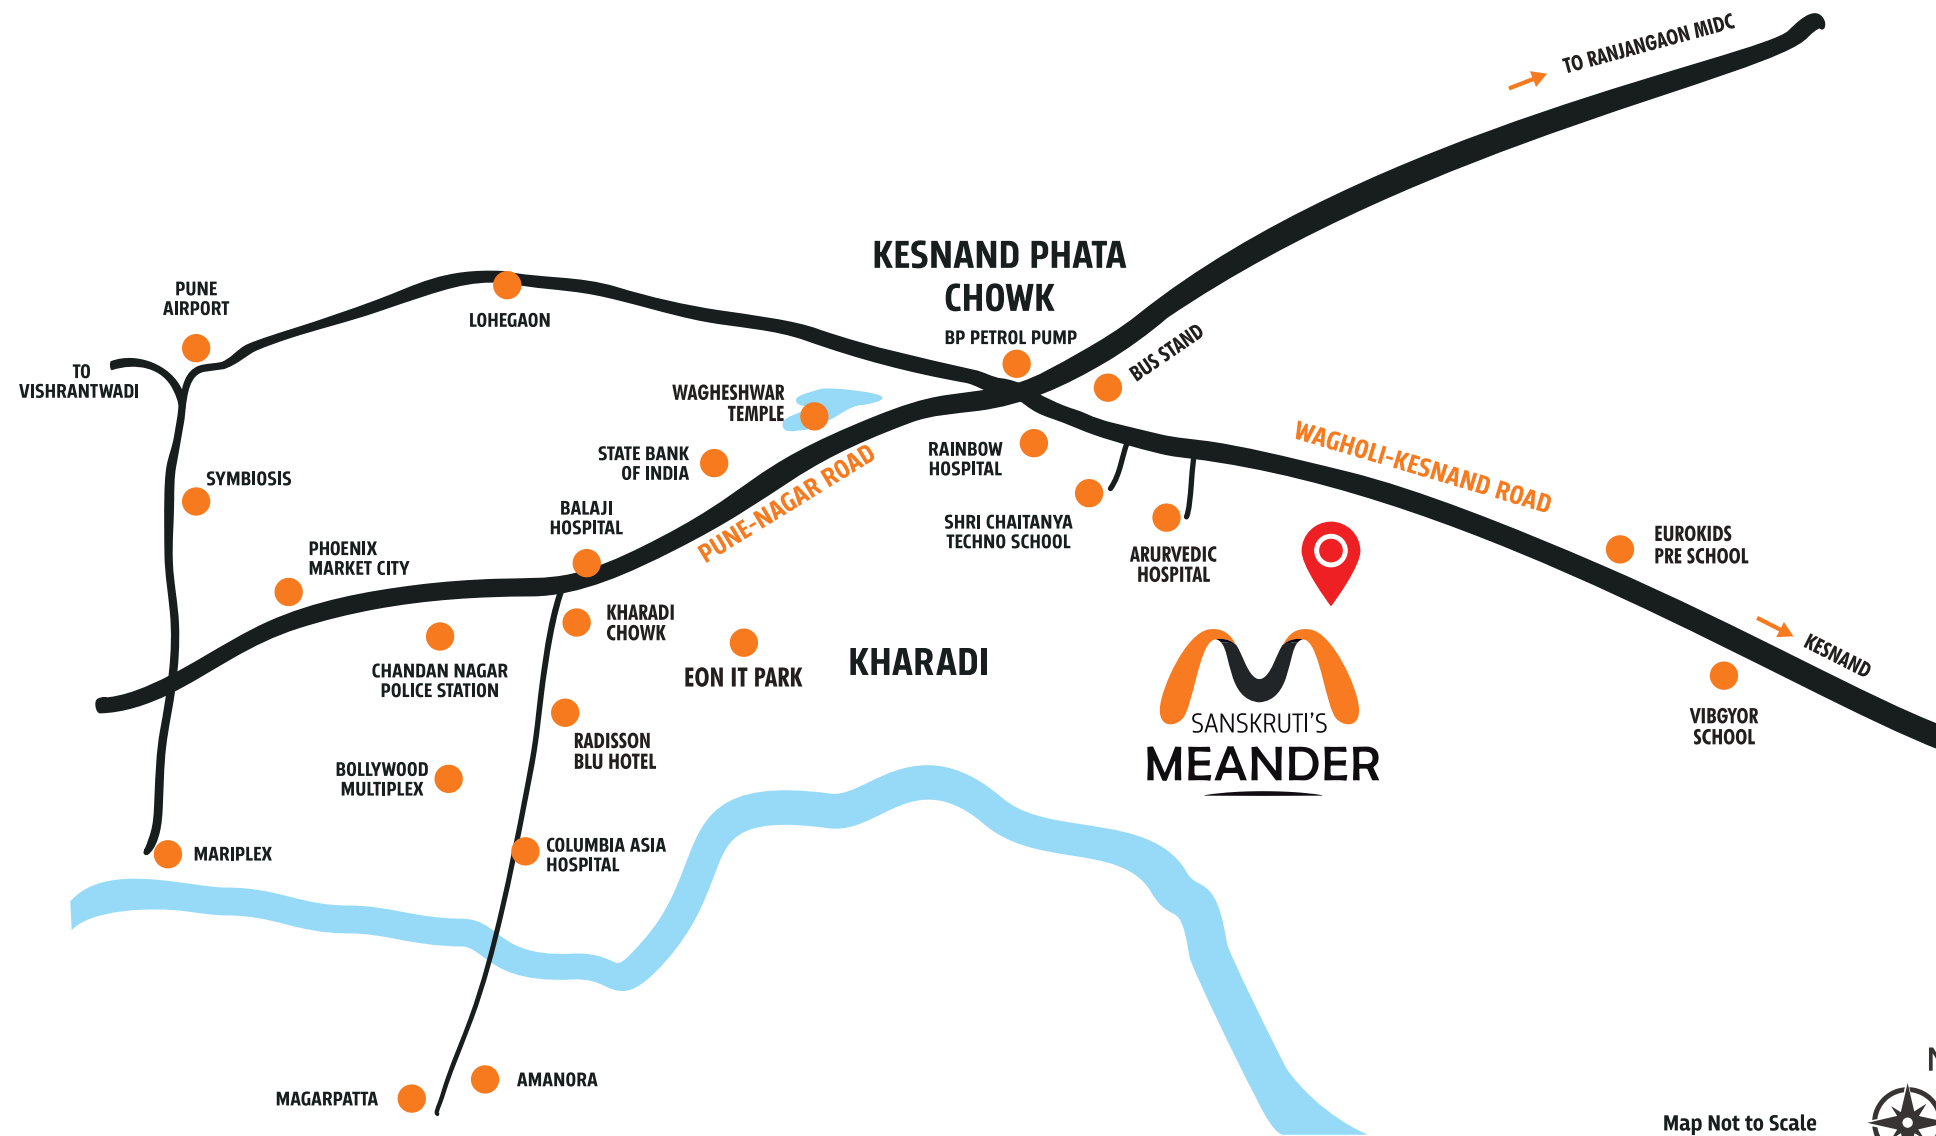 TO RANJANGAON MIDC
KESNAND PHATA
CHOWK
BP PETROL PUMP
BUS STAND
PUNE
AIRPORT
LOHEGAON
TO
VISHRANTWADI
WAGHESHWAR
TEMPLE
STATE BANK
OF INDIA
PUNE-NAGAR ROAD
RAINBOW
HOSPITAL
WAGHOLI-KESNAND ROAD
SYMBIOSIS
BALAJI
HOSPITAL
SHRI CHAITANYA
TECHNO SCHOOL
ARURVEDIC
HOSPITAL
EUROKIDS
PRE SCHOOL
PHOENIX
MARKET CITY
KHARADI
CHOWK
CHANDAN NAGAR
POLICE STATION
EON IT PARK
KHARADI
KESNAND
VIBGYOR
SCHOOL
SANSKRUTI'S
MEANDER
RADISSON
BLU HOTEL
BOLLYWOOD
MULTIPLEX
MARIPLEX
COLUMBIA ASIA
HOSPITAL
MAGARPATTA
AMANORA
N
Map Not to Scale